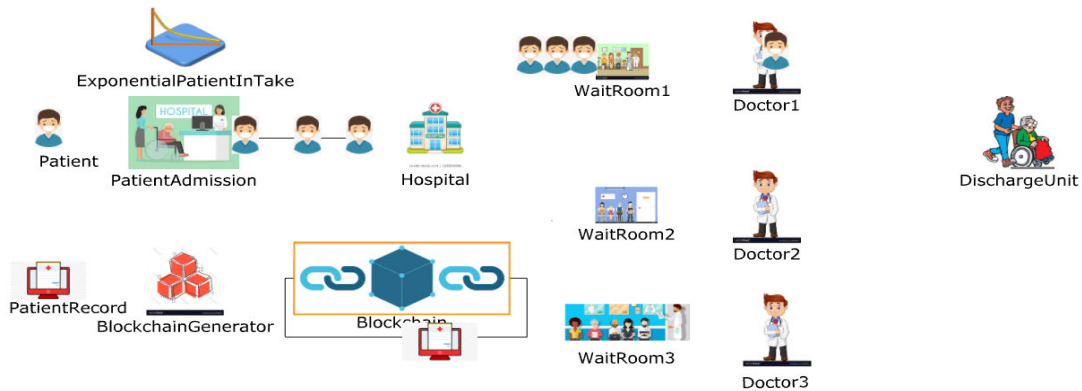 ExponentialPatientInTake
WaitRoom1
Doctor1
HOSPITAL
Patient
PatientAdmission
Hospital
DischargeUnit
WaitRoom2
Doctor2
PatientRecord
BlockchainGenerator
Blockchain
WaitRoom3
Doctor3